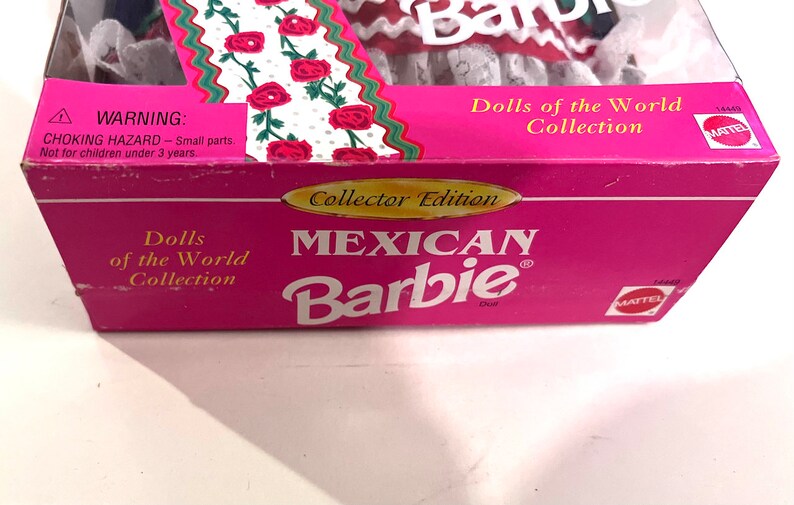 Barbie
⚠ WARNING:
CHOKING HAZARD – Small parts.
Not for children under 3 years.
Dolls of the World
Collection
14449
MATTEL®
Collector Edition
Dolls
of the World
Collection
MEXICAN
Barbie®
Doll
14449
MATTEL®